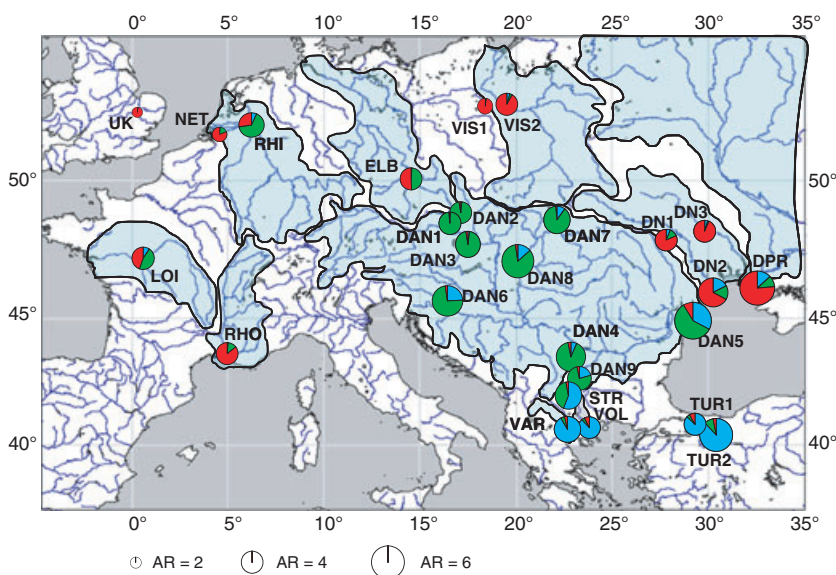 0° 5° 10° 15° 20° 25° 30° 35°
UK
NET
RHI
VIS1
VIS2
ELB
50° 50°
DAN2
DAN1
DAN3
DAN7
DN1
DN3
LOI
DAN8
DN2
DPR
DAN6
45° 45°
RHO
DAN5
DAN4
DAN9
STR
VOL
VAR
TUR1
40° 40°
TUR2
0° 5° 10° 15° 20° 25° 30° 35°
AR = 2 AR = 4 AR = 6